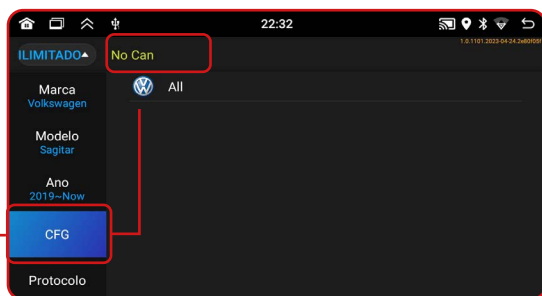 22:32
1.0.1101.2023-04-24.2e80f05f
ILIMITADO
No Can
All
Marca
Volkswagen
Modelo
Sagitar
Ano
2019~Now
CFG
Protocolo